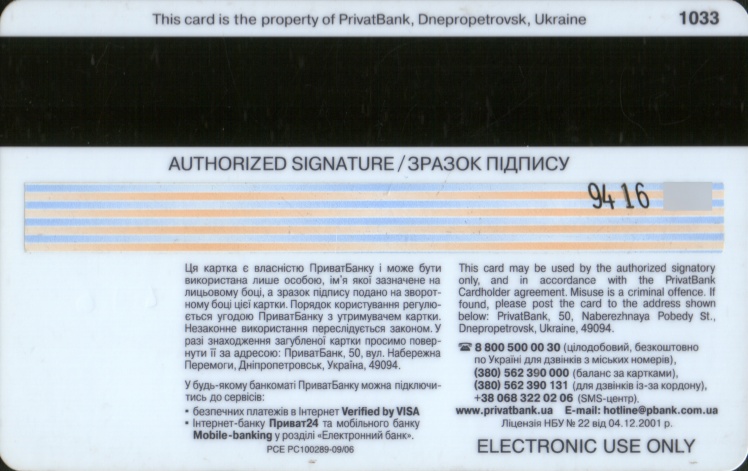 This card is the property of PrivatBank, Dnepropetrovsk, Ukraine 1033
AUTHORIZED SIGNATURE / ЗРАЗОК ПІДПИСУ
9416
Ця картка є власністю ПриватБанку і може бути
використана лише особою, ім'я якої зазначене на
лицьовому боці, а зразок підпису подано на зворот-
ному боці цієї картки. Порядок користування регулю-
ється угодою ПриватБанку з утримувачем картки.
Незаконне використання переслідується законом. У
разі знаходження загубленої картки просимо повер-
нути її за адресою: ПриватБанк, 50, вул. Набережна
Перемоги, Дніпропетровськ, Україна, 49094.
У будь-якому банкоматі ПриватБанку можна підключи-
тись до сервісів:
• безпечних платежів в Інтернет Verified by VISA
• Інтернет-банку Приват24 та мобільного банку
Mobile-banking у розділі «Електронний банк».
PCE PC100289-09/06
This card may be used by the authorized signatory
only, and in accordance with the PrivatBank
Cardholder agreement. Misuse is a criminal offence. If
found, please post the card to the address shown
below: PrivatBank, 50, Naberezhnaya Pobedy St.,
Dnepropetrovsk, Ukraine, 49094.
☎ 8 800 500 00 30 (цілодобовий, безкоштовно
по Україні для дзвінків з міських номерів),
(380) 562 390 000 (баланс за картками),
(380) 562 390 131 (для дзвінків із-за кордону),
+38 068 322 02 06 (SMS-центр).
www.privatbank.ua E-mail: hotline@pbank.com.ua
Ліцензія НБУ № 22 від 04.12.2001 р.
ELECTRONIC USE ONLY